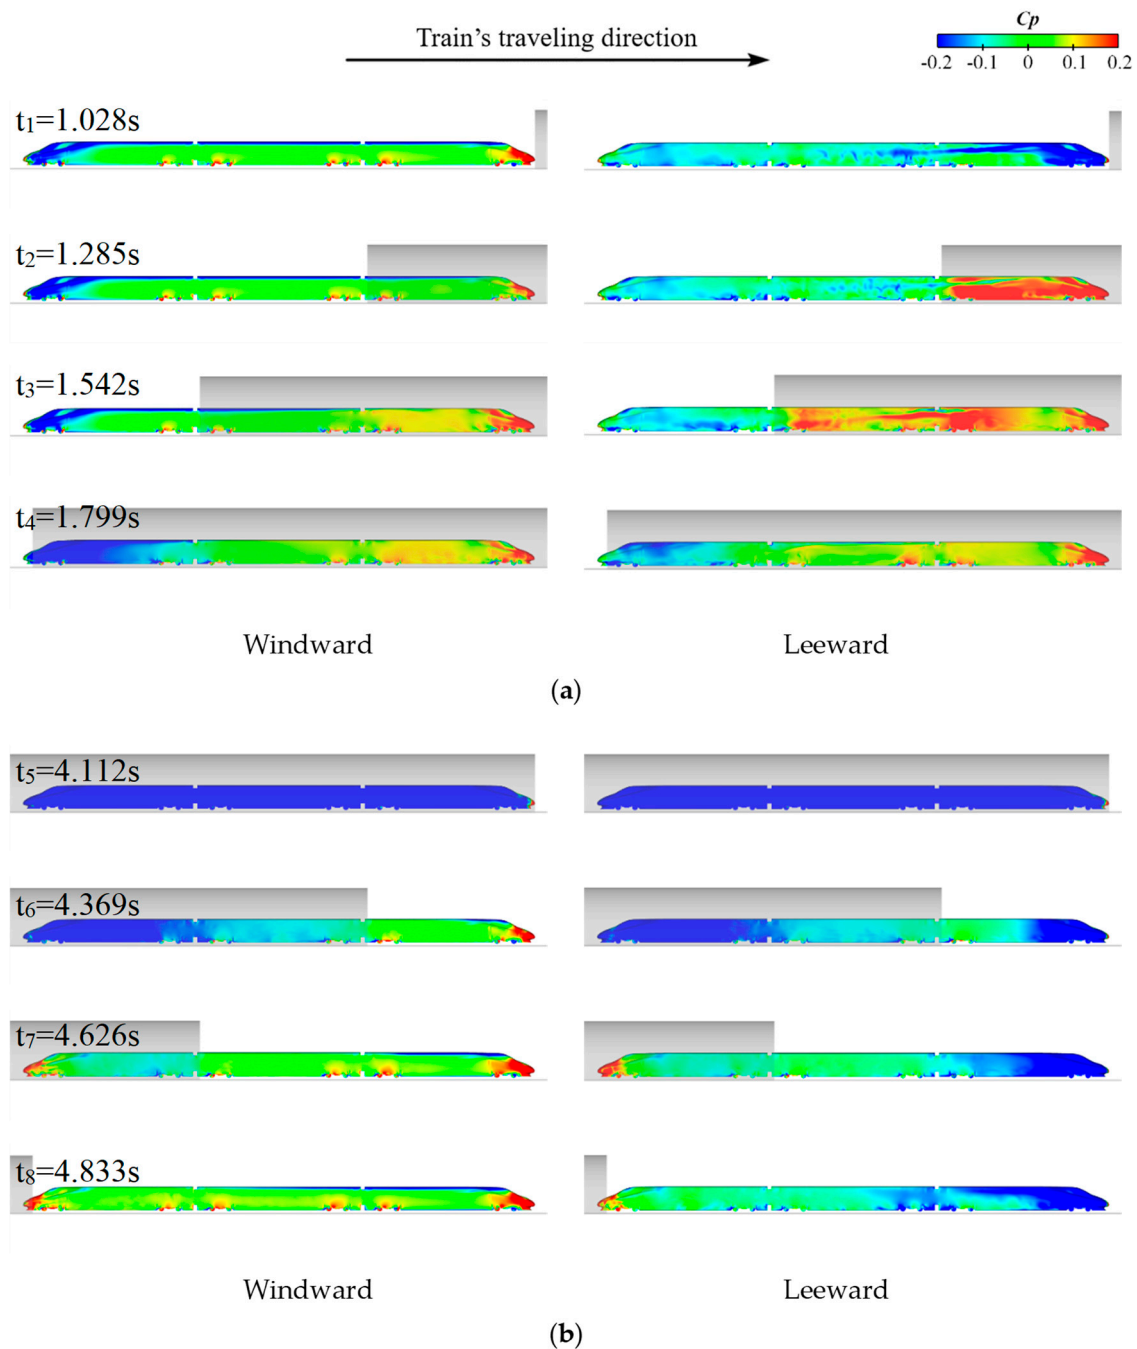 Cp
Train's traveling direction
-0.2 -0.1 0 0.1 0.2
t1=1.028s
t2=1.285s
t3=1.542s
t4=1.799s
Windward Leeward
(a)
t5=4.112s
t6=4.369s
t7=4.626s
t8=4.833s
Windward Leeward
(b)